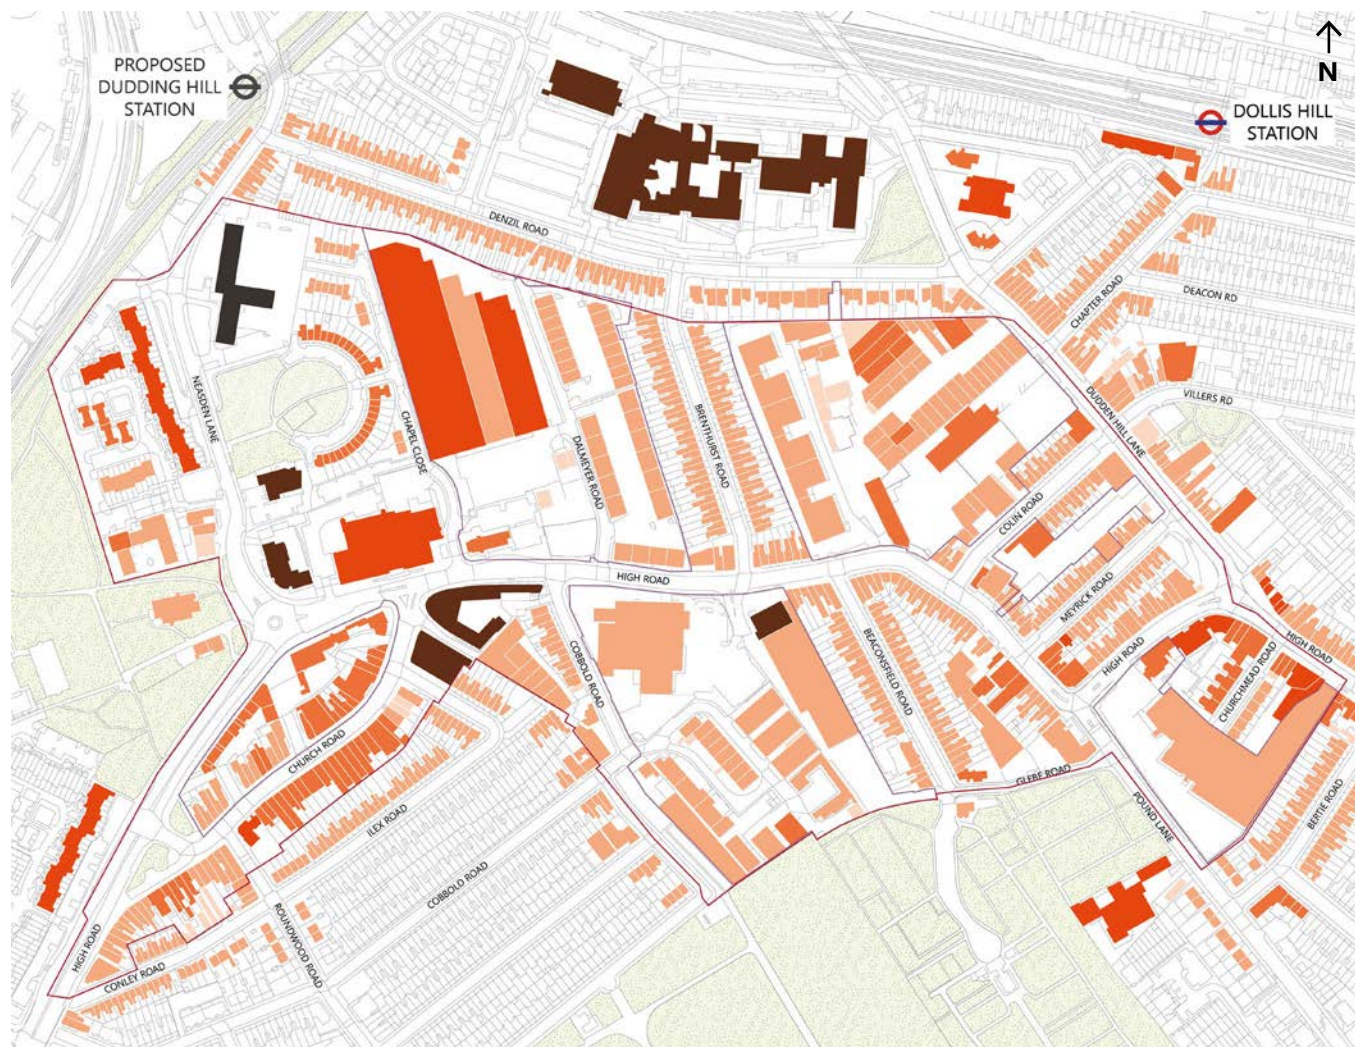 PROPOSED
DUDDING HILL
STATION
N
DOLLIS HILL
STATION
DENZIL ROAD
DEACON RD
CHAPTER ROAD
VILLERS RD
DUDDEN HILL LANE
NEASDEN LANE
CHAPEL CLOSE
DALMEYER ROAD
BRENTHURST ROAD
COLIN ROAD
HIGH ROAD
MEYRICK ROAD
HIGH ROAD
HIGH ROAD
CHURCHMEAD ROAD
BEACONSFIELD ROAD
COBBOLD ROAD
CHURCH ROAD
GLEBE ROAD
POUND LANE
BERTIE ROAD
ILEX ROAD
COBBOLD ROAD
ROUNDWOOD ROAD
HIGH ROAD
CONLEY ROAD